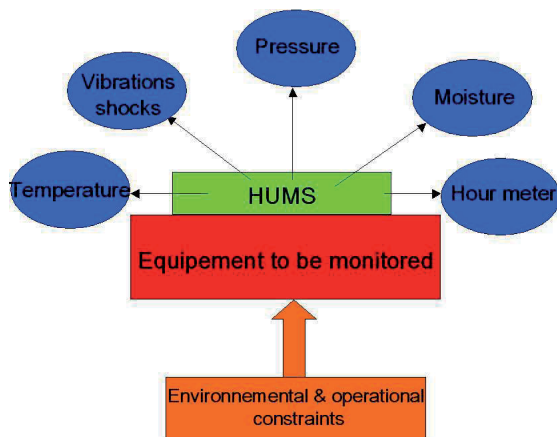 Pressure
Vibrations
shocks
Moisture
Temperature
HUMS
Hour meter
Equipement to be monitored
Environnemental & operational
constraints